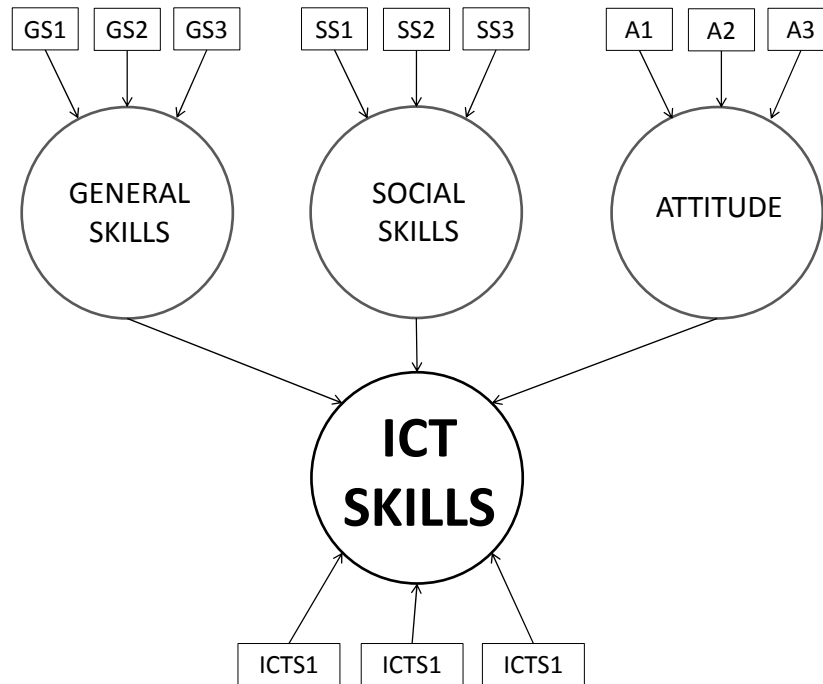 GS1
GS2
GS3
SS1
SS2
SS3
A1
A2
A3
GENERAL
SKILLS
SOCIAL
SKILLS
ATTITUDE
ICT
SKILLS
ICTS1
ICTS1
ICTS1